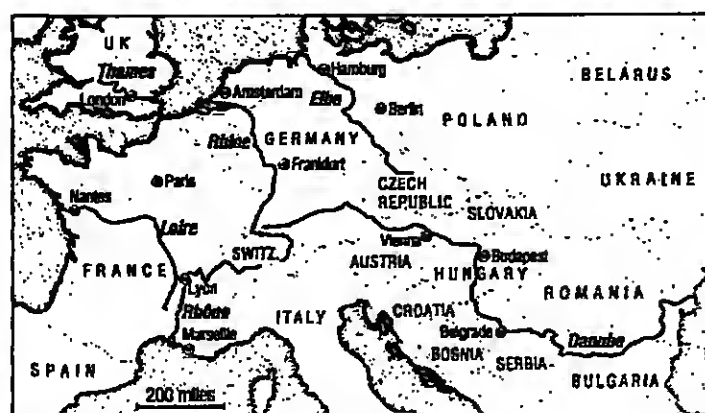 UK
Thames
London
Hamburg
Amsterdam
Elbe
Berlin
BELARUS
POLAND
Rhine
GERMANY
Frankfort
Paris
CZECH
REPUBLIC
UKRAINE
SLOVAKIA
Nantes
Loire
SWITZ.
Vienna
AUSTRIA
Budapest
HUNGARY
FRANCE
Lyon
Rhône
ITALY
CROATIA
ROMANIA
Marseille
Belgrade
Danube
BOSNIA
SERBIA
SPAIN
BULGARIA
200 miles